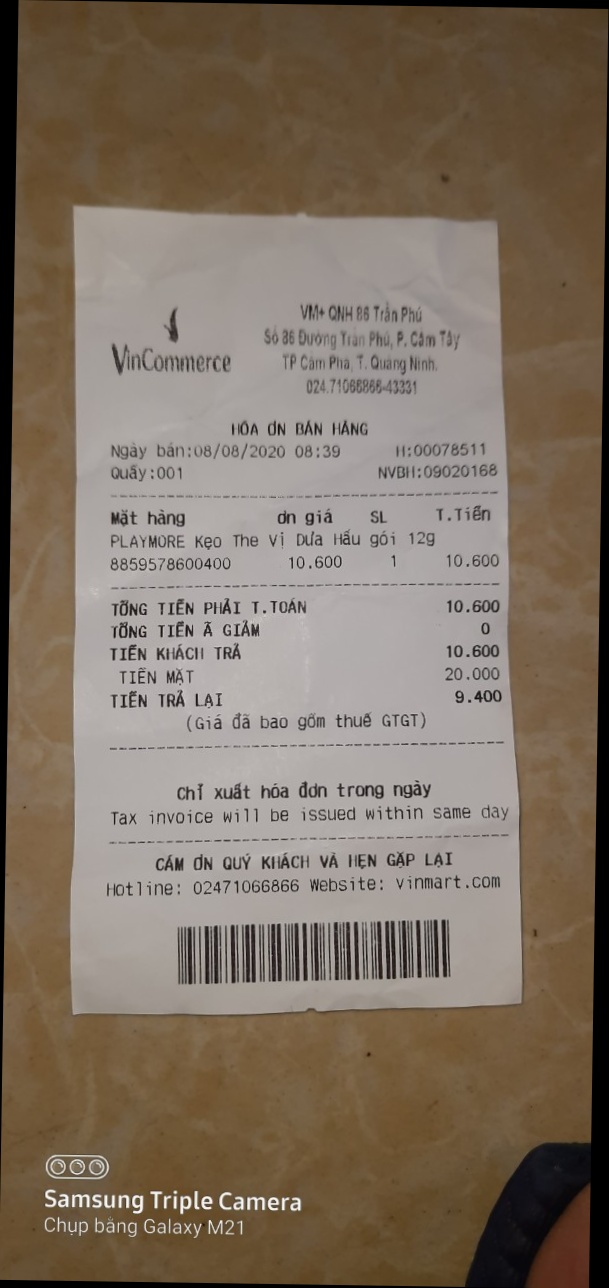 VinCommerce
VM+ QNH 86 Trần Phú
Số 86 Đường Trần Phú, P. Cẩm Tây
TP Cẩm Phả, T. Quảng Ninh.
024.71066866-43331
HÓA ƠN BÁN HÀNG
Ngày bán:08/08/2020 08:39 H:00078511
Quầy:001 NVBH:09020168
Mặt hàng ơn giá SL T.Tiền
PLAYMORE Kẹo The Vị Dưa Hấu gói 12g
8859578600400 10.600 1 10.600
TỔNG TIỀN PHẢI T.TOÁN 10.600
TỔNG TIỀN Ã GIẢM 0
TIỀN KHÁCH TRẢ 10.600
TIỀN MẶT 20.000
TIỀN TRẢ LẠI 9.400
(Giá đã bao gồm thuế GTGT)
Chỉ xuất hóa đơn trong ngày
Tax invoice will be issued within same day
CẢM ƠN QUÝ KHÁCH VÀ HẸN GẶP LẠI
Hotline: 02471066866 Website: vinmart.com
Samsung Triple Camera
Chụp bằng Galaxy M21